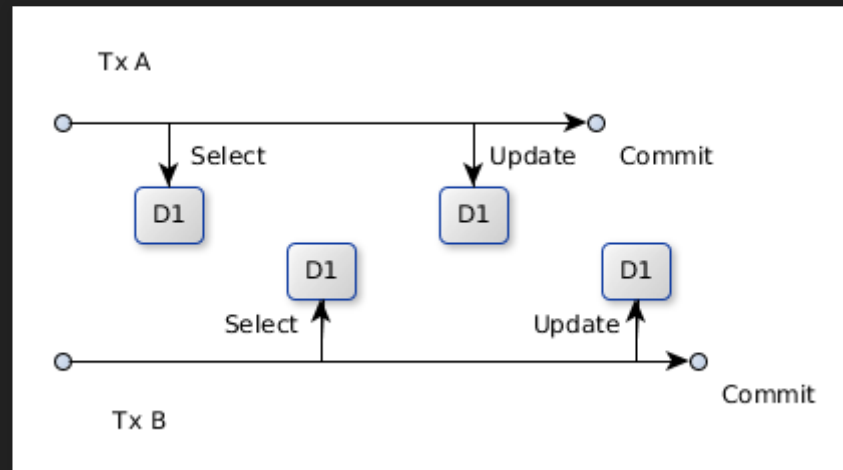 Tx A
Select
Update
Commit
D1
D1
D1
D1
Select
Update
Commit
Tx B